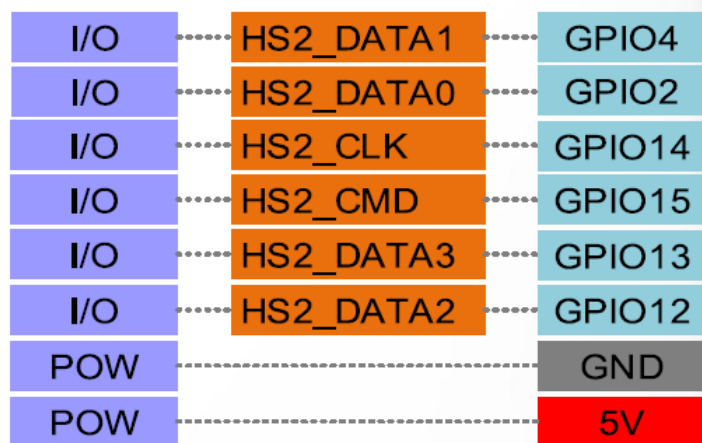 I/O HS2_DATA1 GPIO4
I/O HS2_DATA0 GPIO2
I/O HS2_CLK GPIO14
I/O HS2_CMD GPIO15
I/O HS2_DATA3 GPIO13
I/O HS2_DATA2 GPIO12
POW GND
POW 5V